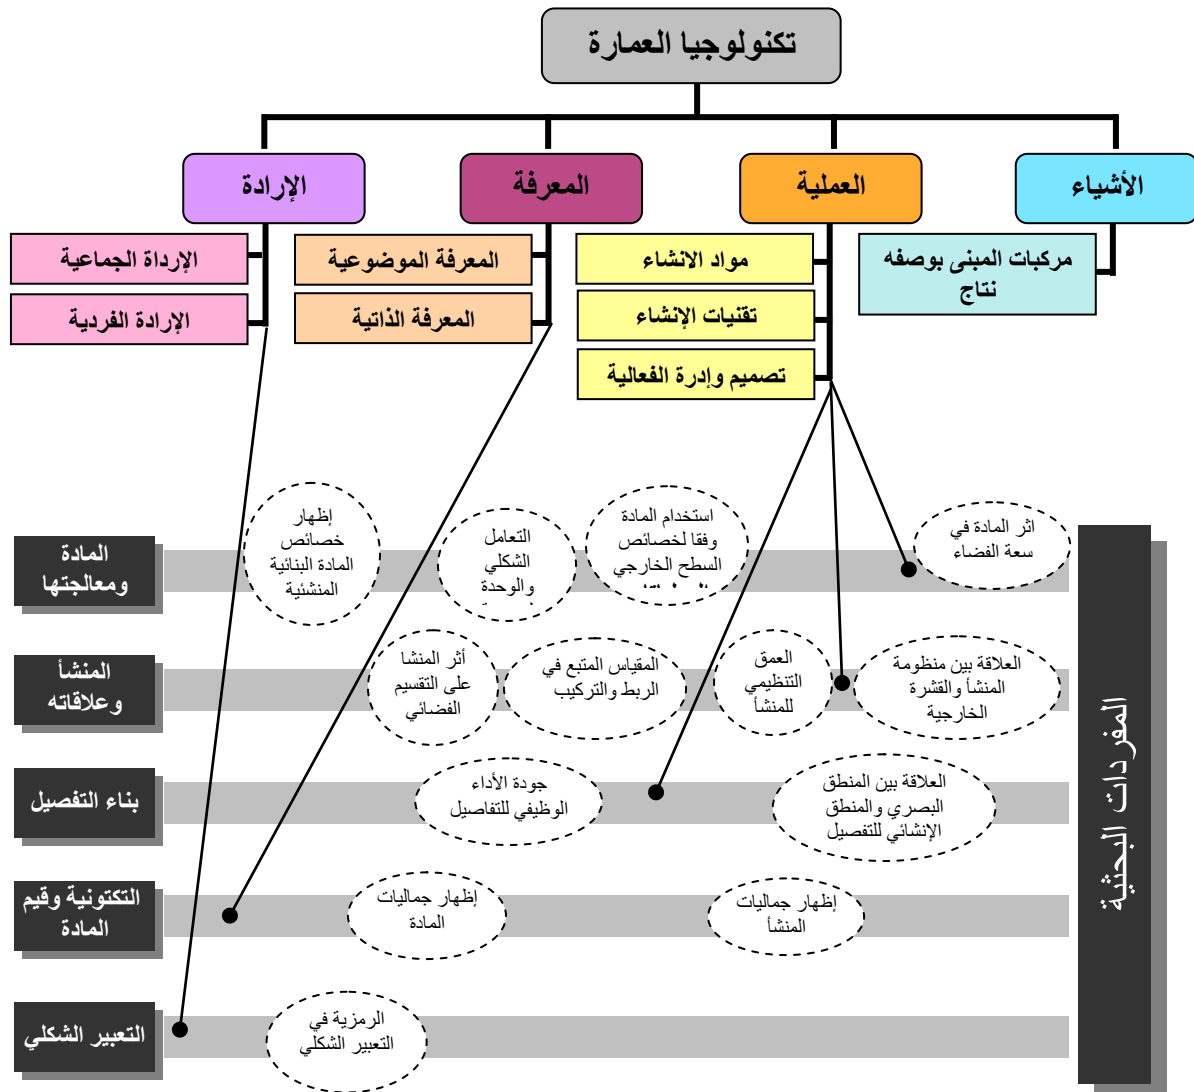 تكنولوجيا العمارة
الأشياء
العملية
المعرفة
الإرادة
مركبات المبنى بوصفه
نتاج
مواد الانشاء
تقنيات الإنشاء
تصميم وإدرة الفعالية
المعرفة الموضوعية
المعرفة الذاتية
الإرداة الجماعية
الإرادة الفردية
المفردات البحثية
المادة
ومعالجتها
اثر المادة في
سعة الفضاء
استخدام المادة
وفقا لخصائص
السطح الخارجي
التعامل
الشكلي
والوحدة
إظهار
خصائص
المادة البنائية
المنشئية
المنشأ
وعلاقاته
العلاقة بين منظومة
المنشأ والقشرة
الخارجية
العمق
التنظيمي
للمنشأ
المقياس المتبع في
الربط والتركيب
أثر المنشا
على التقسيم
الفضائي
بناء التفصيل
العلاقة بين المنطق
البصري والمنطق
الإنشائي للتفصيل
جودة الأداء
الوظيفي للتفاصيل
التكتونية وقيم
المادة
إظهار جماليات
المنشأ
إظهار جماليات
المادة
التعبير الشكلي
الرمزية في
التعبير الشكلي